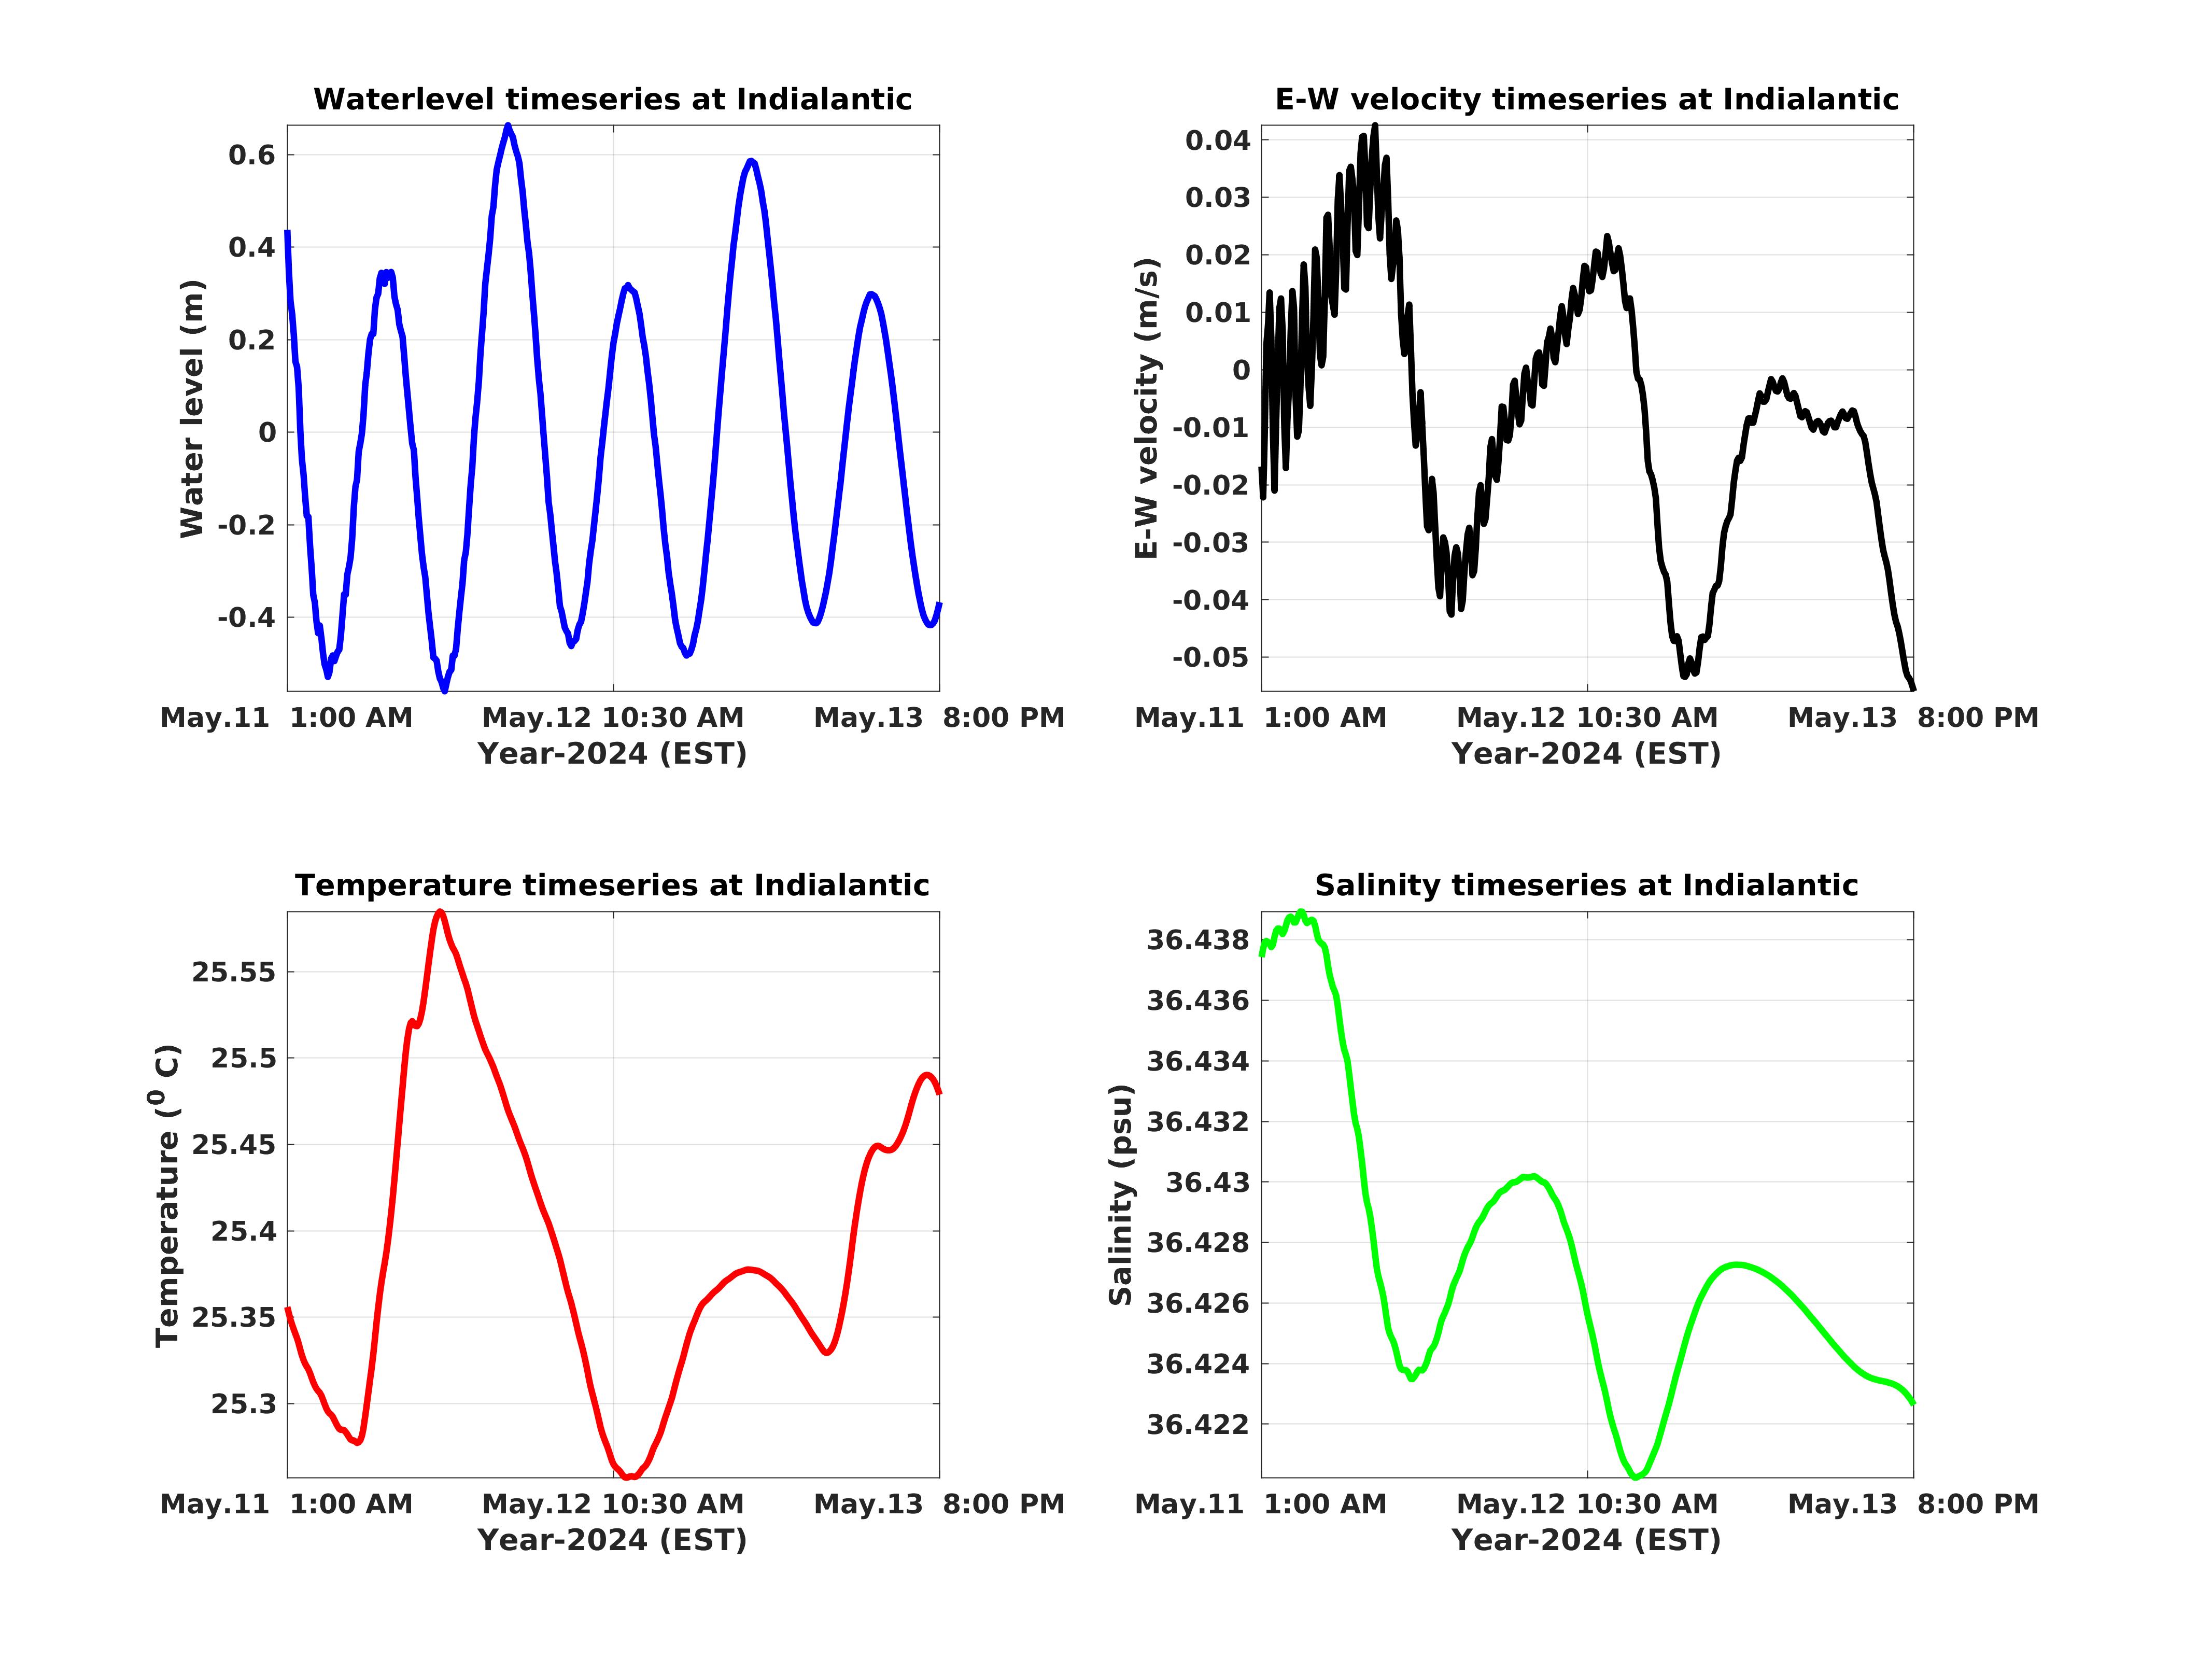 Waterlevel timeseries at Indialantic
0.6
0.4
0.2
0
-0.2
-0.4
Water level (m)
May.11 1:00 AM May.12 10:30 AM May.13 8:00 PM
Year-2024 (EST)
E-W velocity timeseries at Indialantic
0.04
0.03
0.02
0.01
0
-0.01
-0.02
-0.03
-0.04
-0.05
E-W velocity (m/s)
May.11 1:00 AM May.12 10:30 AM May.13 8:00 PM
Year-2024 (EST)
Temperature timeseries at Indialantic
25.55
25.5
25.45
25.4
25.35
25.3
Temperature (⁰ C)
May.11 1:00 AM May.12 10:30 AM May.13 8:00 PM
Year-2024 (EST)
Salinity timeseries at Indialantic
36.438
36.436
36.434
36.432
36.43
36.428
36.426
36.424
36.422
Salinity (psu)
May.11 1:00 AM May.12 10:30 AM May.13 8:00 PM
Year-2024 (EST)